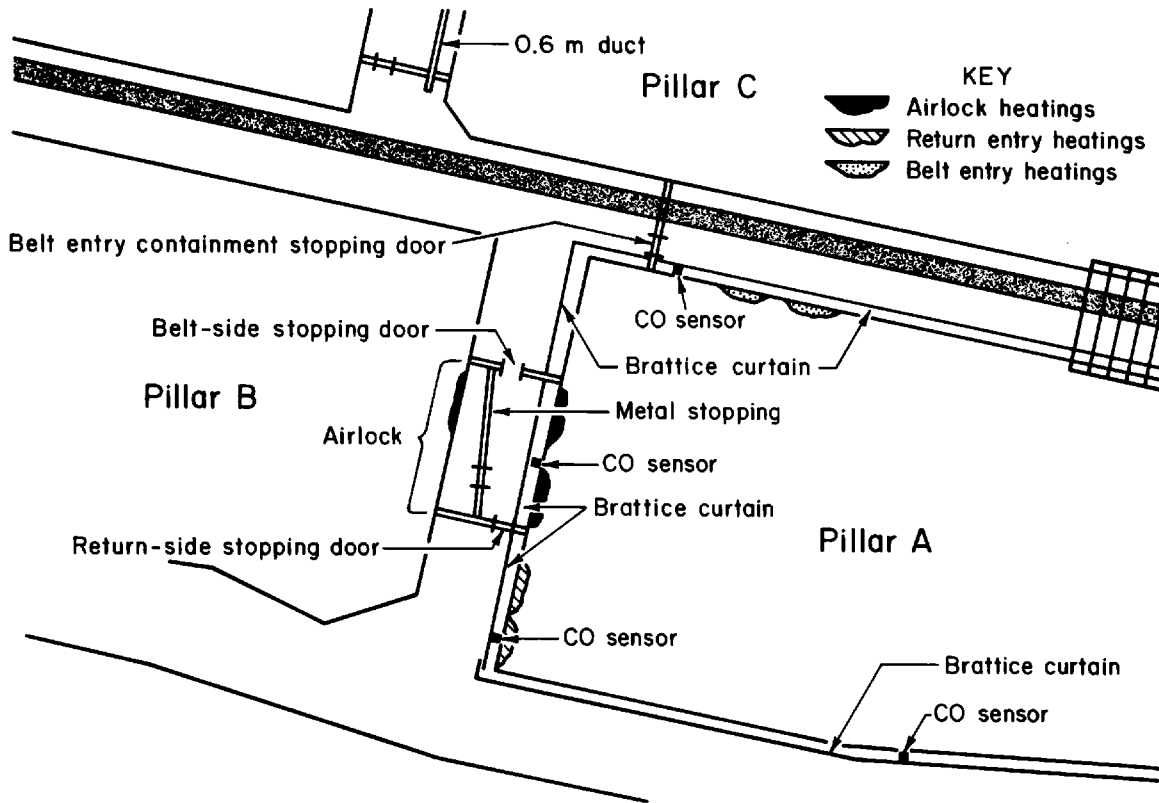 0.6 m duct
Pillar C
KEY
Airlock heatings
Return entry heatings
Belt entry heatings
Belt entry containment stopping door
CO sensor
Belt-side stopping door
Brattice curtain
Pillar B
Metal stopping
Airlock
CO sensor
Brattice curtain
Return-side stopping door
Pillar A
CO sensor
Brattice curtain
CO sensor